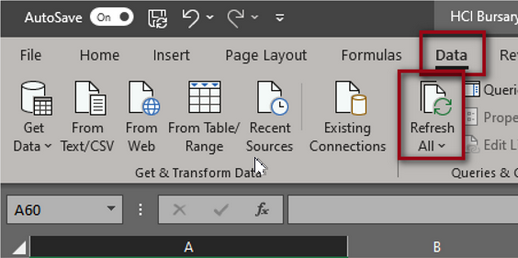 AutoSave On HCI Bursary
File Home Insert Page Layout Formulas Data Re
Get Data From Text/CSV From Web From Table/ Range Recent Sources Existing Connections Refresh All Queri
Prope
Edit L
Get & Transform Data Queries & C
A60 fx
A B